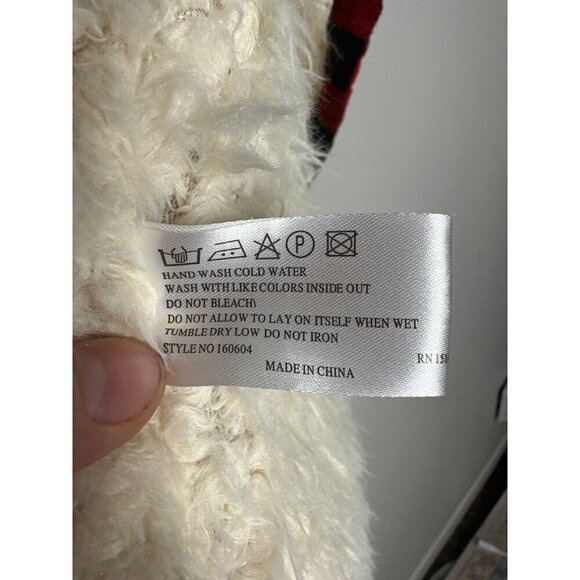 P
HAND WASH COLD WATER
WASH WITH LIKE COLORS INSIDE OUT
DO NOT BLEACH\
DO NOT ALLOW TO LAY ON ITSELF WHEN WET
TUMBLE DRY LOW DO NOT IRON
STYLE NO 160604
RN
MADE IN CHINA